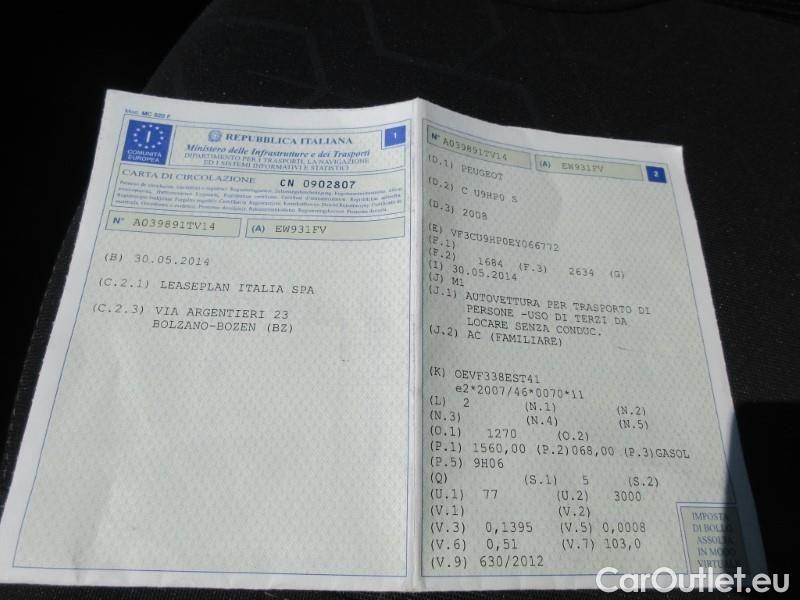 Mod. MC 820 F
I
COMUNITÀ
EUROPEA
REPUBBLICA ITALIANA
1
Ministero delle Infrastrutture e dei Trasporti
DIPARTIMENTO PER I TRASPORTI, LA NAVIGAZIONE
ED I SISTEMI INFORMATIVI E STATISTICI
CARTA DI CIRCOLAZIONE CN 0902807
N° A039891TV14 (A) EW931FV
(B) 30.05.2014
(C.2.1) LEASEPLAN ITALIA SPA
(C.2.3) VIA ARGENTIERI 23
BOLZANO-BOZEN (BZ)
N° A039891TV14 (A) EW931FV 2
(D.1) PEUGEOT
(D.2) C U9HP0 S
(D.3) 2008
(E) VF3CU9HP0EY066772
(F.1)
(F.2) 1684 (F.3) 2634 (G)
(I) 30.05.2014
(J) M1
(J.1) AUTOVETTURA PER TRASPORTO DI
PERSONE -USO DI TERZI DA
LOCARE SENZA CONDUC.
(J.2) AC (FAMILIARE)
(K) OEVF338EST41
e2*2007/46*0070*11
(L) 2 (N.1) (N.2)
(N.3) (N.4) (N.5)
(O.1) 1270 (O.2)
(P.1) 1560,00 (P.2)068,00 (P.3)GASOL
(P.5) 9H06
(Q) (S.1) 5 (S.2)
(U.1) 77 (U.2) 3000
(V.1) (V.2)
(V.3) 0,1395 (V.5) 0,0008
(V.6) 0,51 (V.7) 103,0
(V.9) 630/2012
IMPOSTA
DI BOLLO
ASSOLTA
IN MODO
CarOutlet.eu